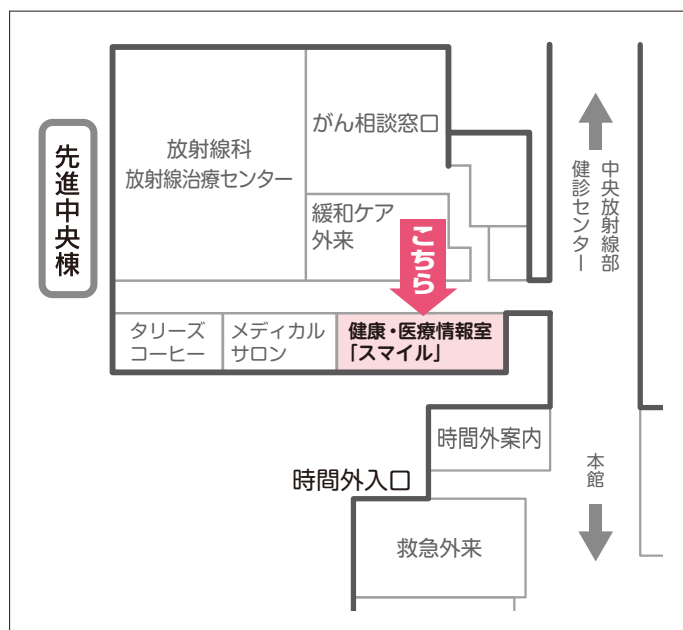 先進中央棟
放射線科
放射線治療センター
がん相談窓口
緩和ケア
外来
こちら
タリーズ
コーヒー
メディカル
サロン
健康・医療情報室
「スマイル」
中央放射線部
健診センター
時間外案内
時間外入口
本館
救急外来